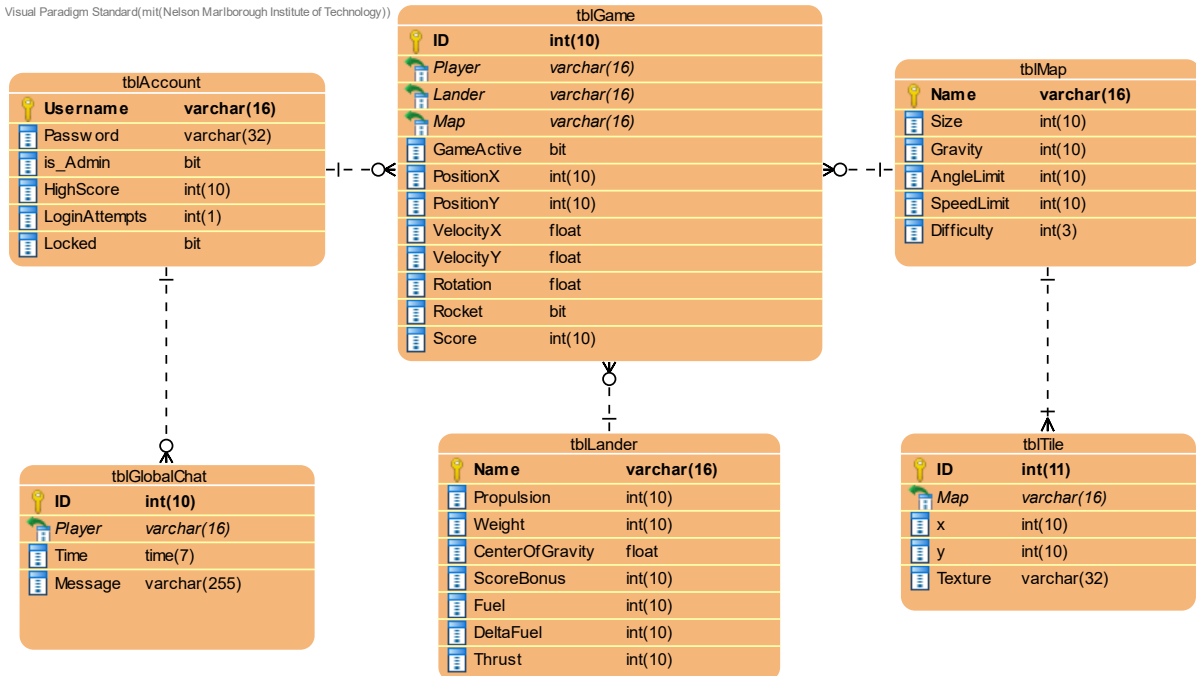 Visual Paradigm Standard(mit(Nelson Marlborough Institute of Technology))
tblAccount
Username varchar(16)
Password varchar(32)
is_Admin bit
HighScore int(10)
LoginAttempts int(1)
Locked bit
tblGame
ID int(10)
Player varchar(16)
Lander varchar(16)
Map varchar(16)
GameActive bit
PositionX int(10)
PositionY int(10)
VelocityX float
VelocityY float
Rotation float
Rocket bit
Score int(10)
tblMap
Name varchar(16)
Size int(10)
Gravity int(10)
AngleLimit int(10)
SpeedLimit int(10)
Difficulty int(3)
tblGlobalChat
ID int(10)
Player varchar(16)
Time time(7)
Message varchar(255)
tblLander
Name varchar(16)
Propulsion int(10)
Weight int(10)
CenterOfGravity float
ScoreBonus int(10)
Fuel int(10)
DeltaFuel int(10)
Thrust int(10)
tblTile
ID int(11)
Map varchar(16)
x int(10)
y int(10)
Texture varchar(32)